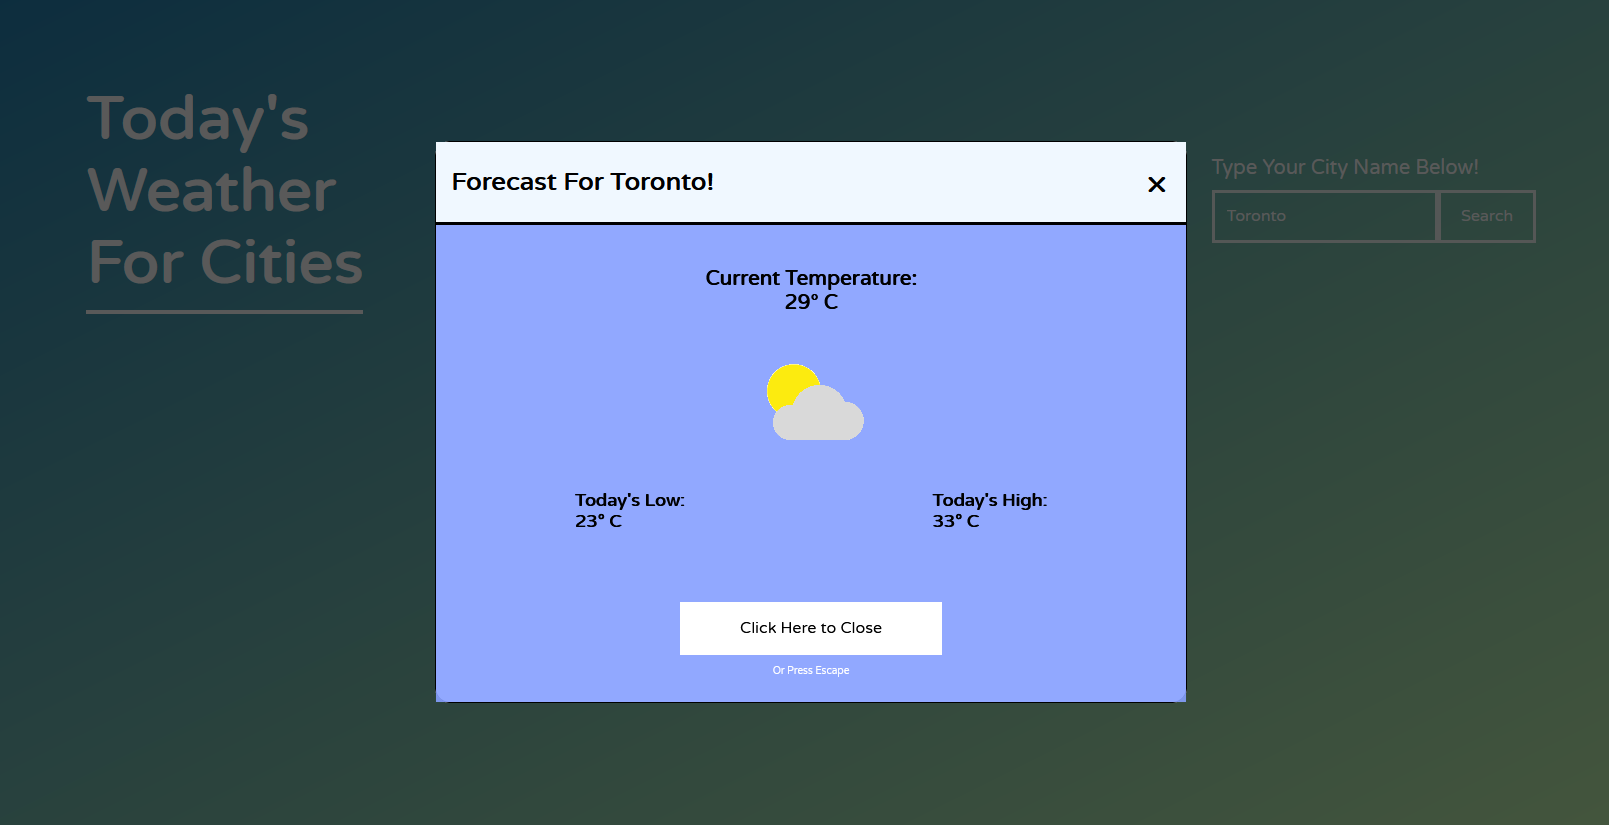 Today's
Weather
For Cities
Forecast For Toronto!
Current Temperature:
29° C
Today's Low:
23° C
Today's High:
33° C
Click Here to Close
Or Press Escape
Type Your City Name Below!
Toronto
Search